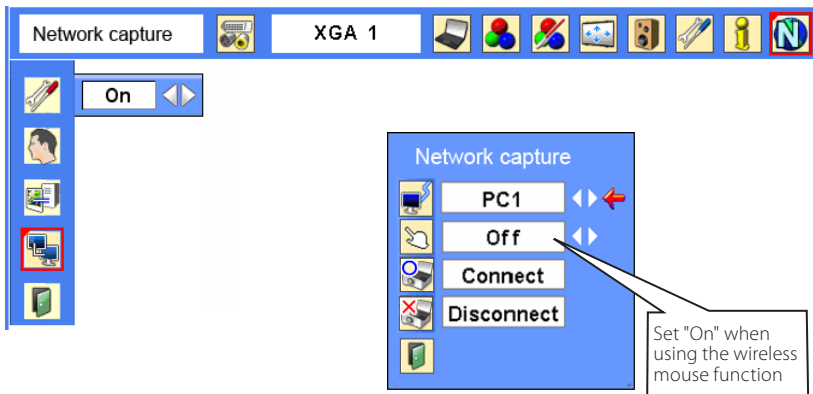 Network capture
XGA 1
N
On
Network capture
PC1
Off
Connect
Disconnect
Set "On" when
using the wireless
mouse function